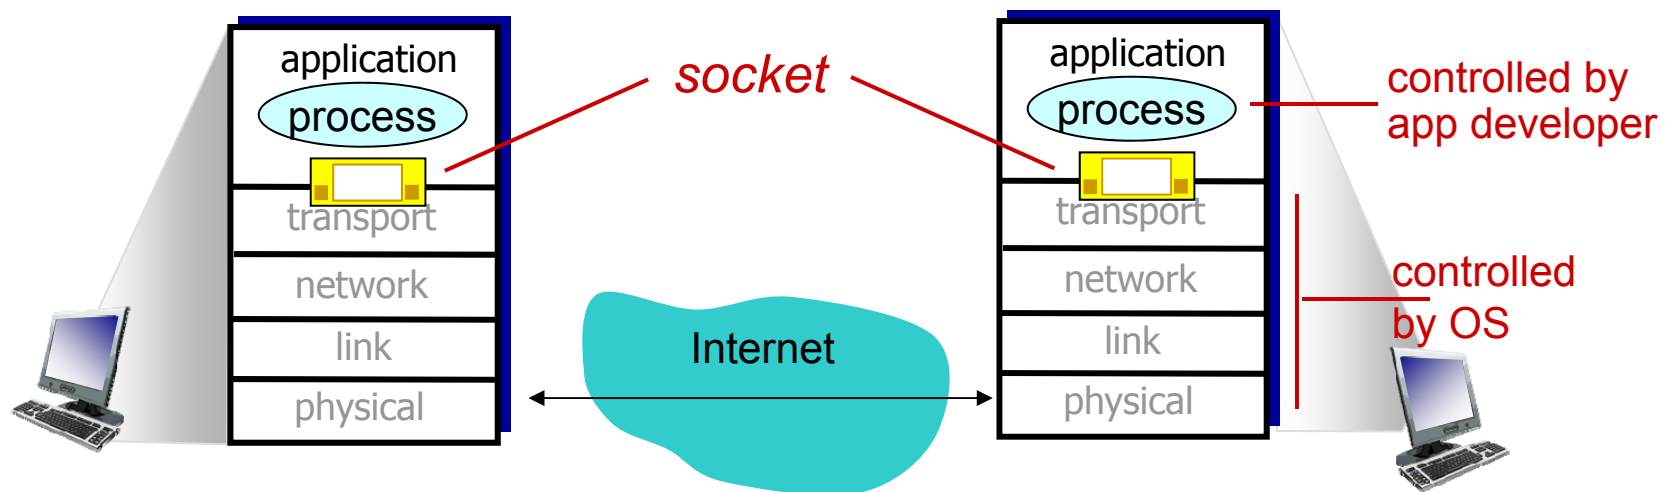 application
process
transport
network
link
physical
socket
Internet
application
process
transport
network
link
physical
controlled by
app developer
controlled
by OS